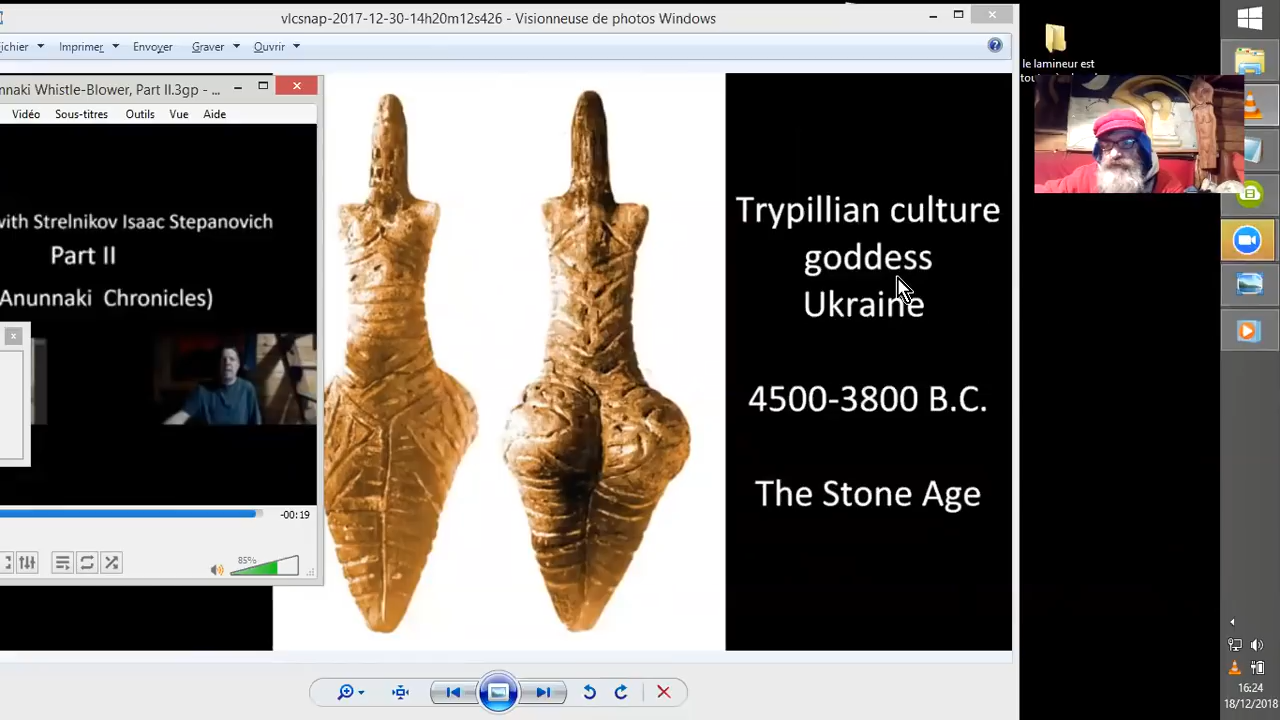 vlcsnap-2017-12-30-14h20m12s426 - Visionneuse de photos Windows
ichier Imprimer Envoyer Graver Ouvrir
le lamineur est
nnaki Whistle-Blower, Part II.3gp - ...
Vidéo Sous-titres Outils Vue Aide
with Strelnikov Isaac Stepanovich
Part II
Anunnaki Chronicles)
x
-00:19
85%
Trypillian culture
goddess
Ukraine
4500-3800 B.C.
The Stone Age
16:24
18/12/2018